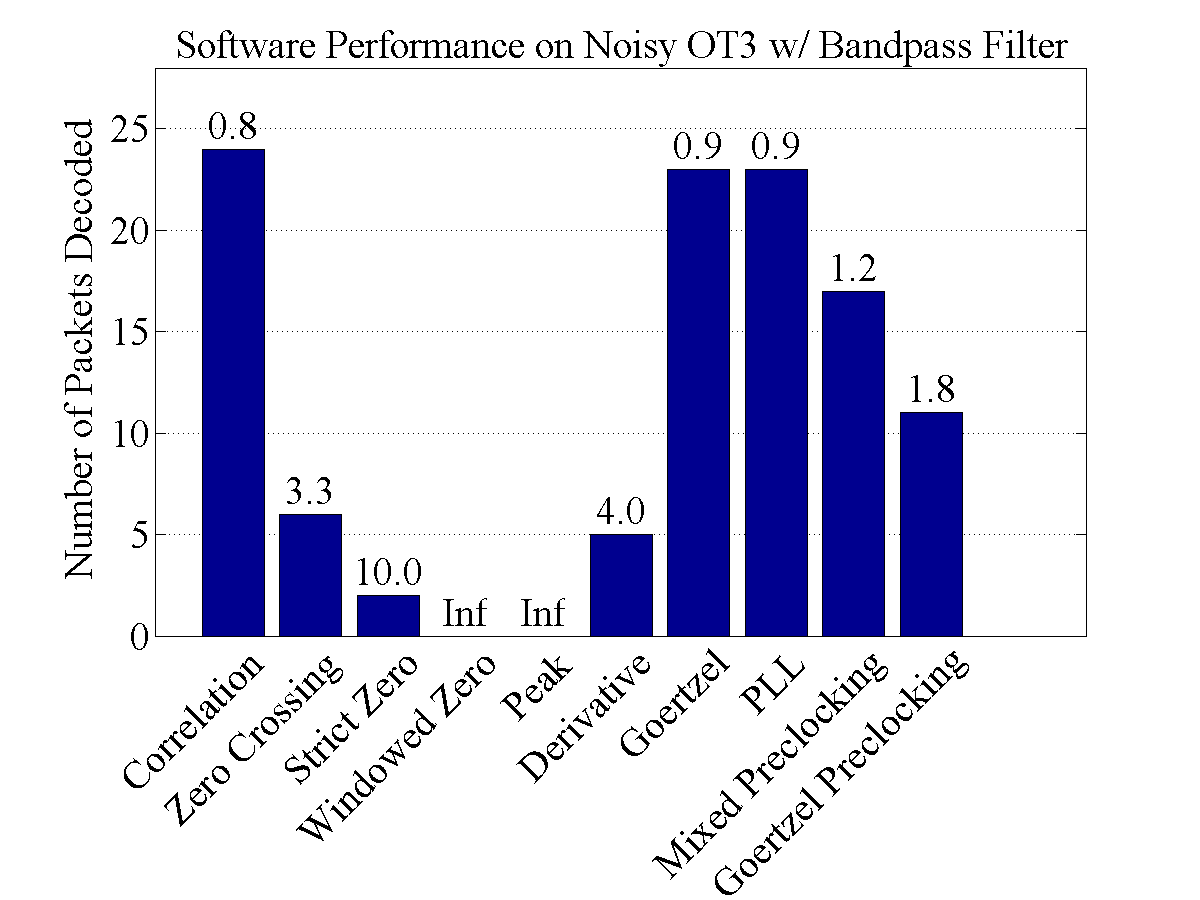 Software Performance on Noisy OT3 w/ Bandpass Filter
Number of Packets Decoded
25
20
15
10
5
0
0.8
3.3
10.0
Inf
Inf
4.0
0.9
0.9
1.2
1.8
Correlation
Zero Crossing
Strict Zero
Windowed Zero
Peak
Derivative
Goertzel
PLL
Mixed Preclocking
Goertzel Preclocking